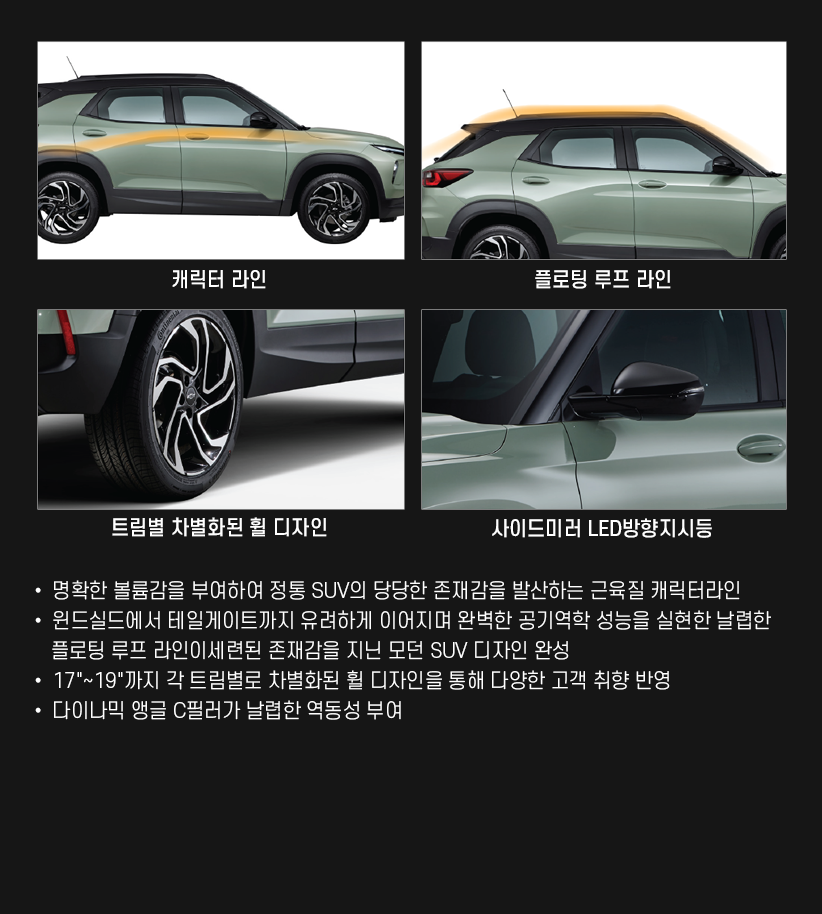 캐릭터 라인
플로팅 루프 라인
트림별 차별화된 휠 디자인
사이드미러 LED방향지시등
• 명확한 볼륨감을 부여하여 정통 SUV의 당당한 존재감을 발산하는 근육질 캐릭터라인
• 윈드실드에서 테일게이트까지 유려하게 이어지며 완벽한 공기역학 성능을 실현한 날렵한
플로팅 루프 라인이세련된 존재감을 지닌 모던 SUV 디자인 완성
• 17"~19"까지 각 트림별로 차별화된 휠 디자인을 통해 다양한 고객 취향 반영
• 다이나믹 앵글 C필러가 날렵한 역동성 부여